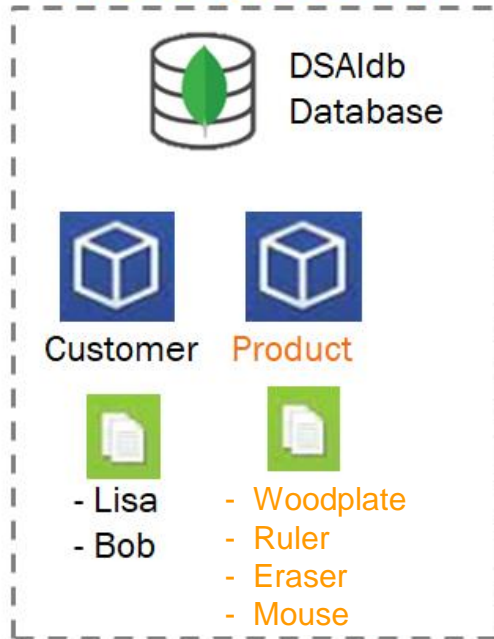 DSAIdb
Database
Customer
Product
- Lisa
- Bob
- Woodplate
- Ruler
- Eraser
- Mouse